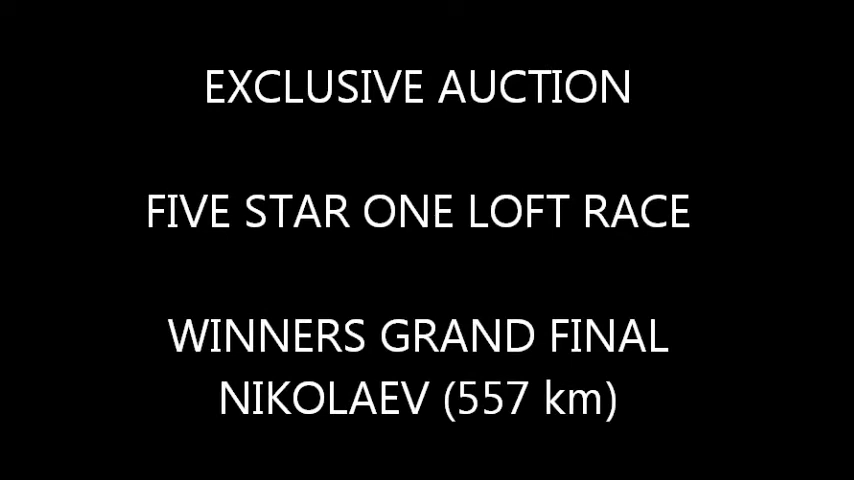 EXCLUSIVE AUCTION
FIVE STAR ONE LOFT RACE
WINNERS GRAND FINAL
NIKOLAEV (557 km)